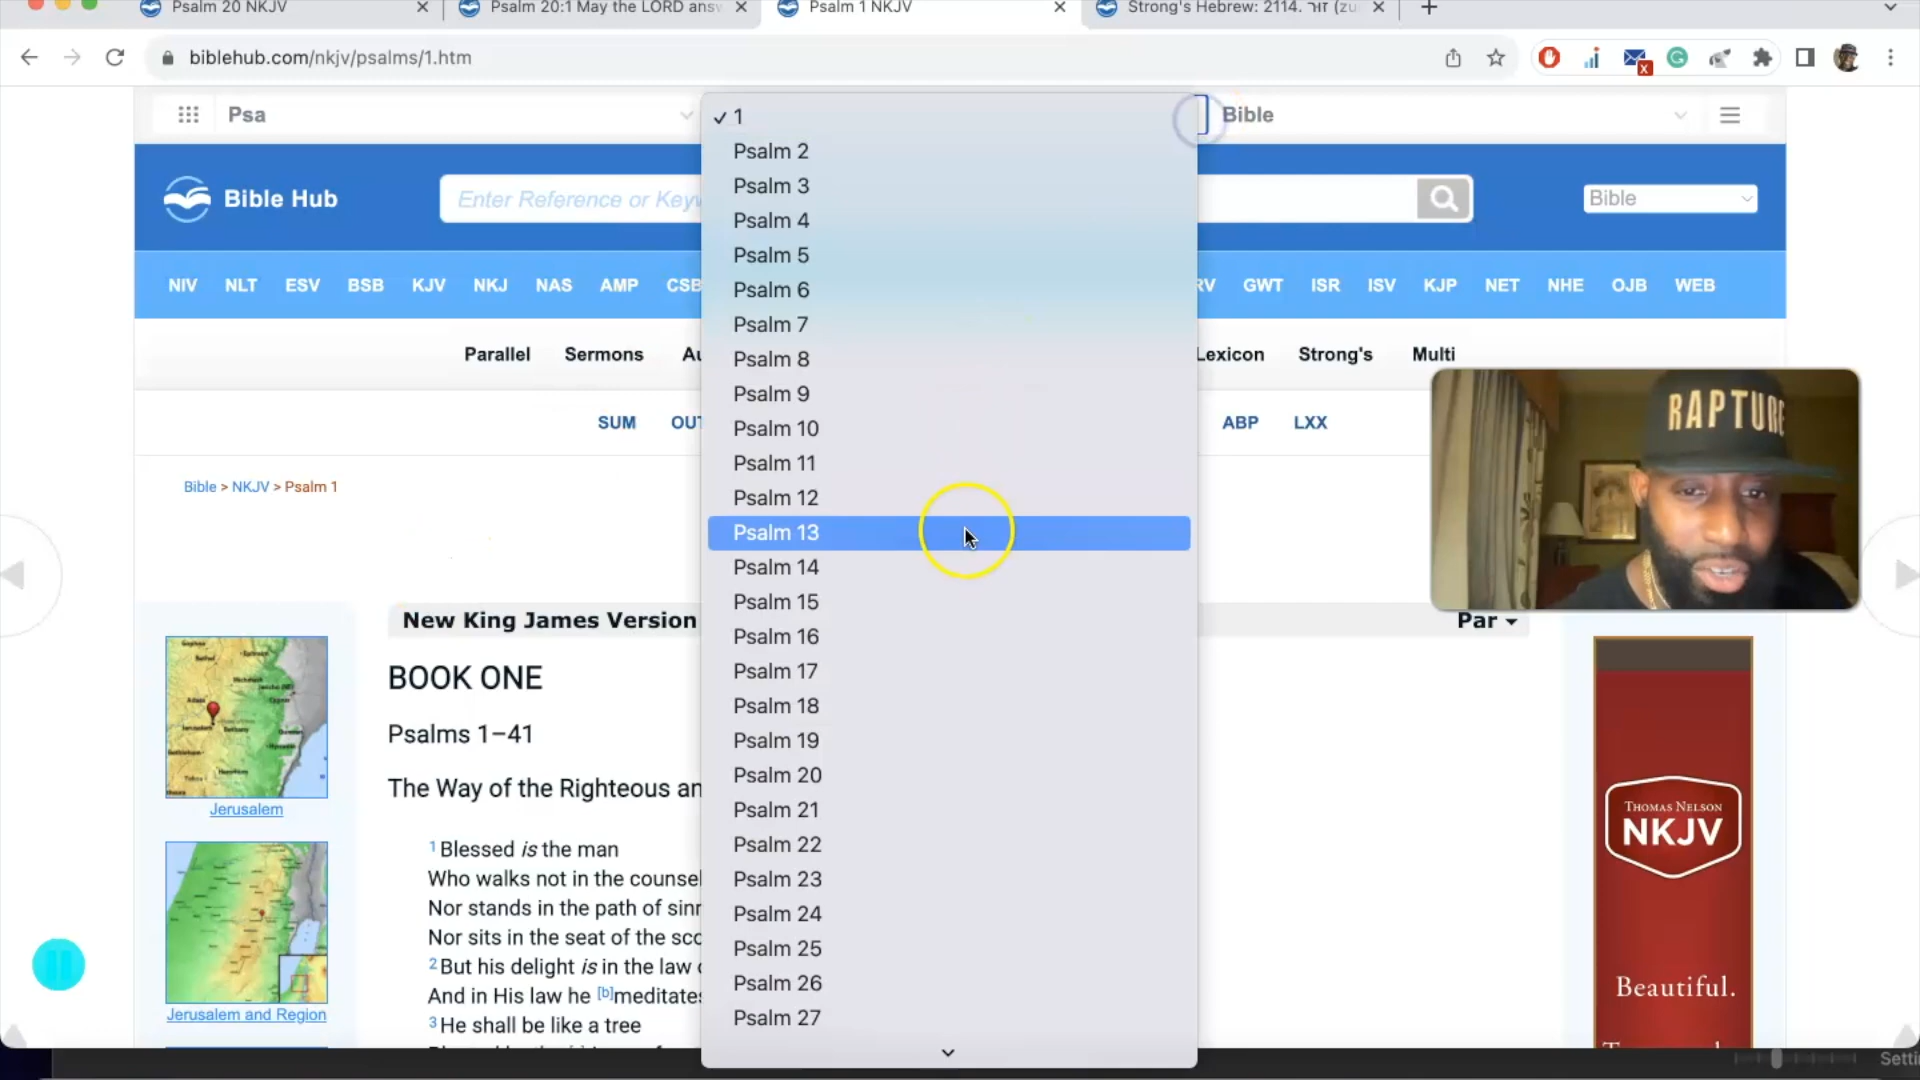 Psalm 20 NKJV
Psalm 20:1 May the LORD answ
Psalm 1 NKJV
Strong's Hebrew: 2114. זור (zu
biblehub.com/nkjv/psalms/1.htm
Psa
Bible
Bible Hub
Enter Reference or Keyw
Bible
NIV NLT ESV BSB KJV NKJ NAS AMP CSB
RV GWT ISR ISV KJP NET NHE OJB WEB
Parallel Sermons Au
Lexicon Strong's Multi
SUM OUT
ABP LXX
Bible > NKJV > Psalm 1
✓ 1
Psalm 2
Psalm 3
Psalm 4
Psalm 5
Psalm 6
Psalm 7
Psalm 8
Psalm 9
Psalm 10
Psalm 11
Psalm 12
Psalm 13
Psalm 14
Psalm 15
Psalm 16
Psalm 17
Psalm 18
Psalm 19
Psalm 20
Psalm 21
Psalm 22
Psalm 23
Psalm 24
Psalm 25
Psalm 26
Psalm 27
RAPTURE
New King James Version
Par
BOOK ONE
Psalms 1–41
The Way of the Righteous an
1 Blessed is the man
Who walks not in the counsel
Nor stands in the path of sinn
Nor sits in the seat of the sco
2 But his delight is in the law o
And in His law he [b]meditates
3 He shall be like a tree
Jerusalem
Jerusalem and Region
THOMAS NELSON
NKJV
Beautiful.
Setti